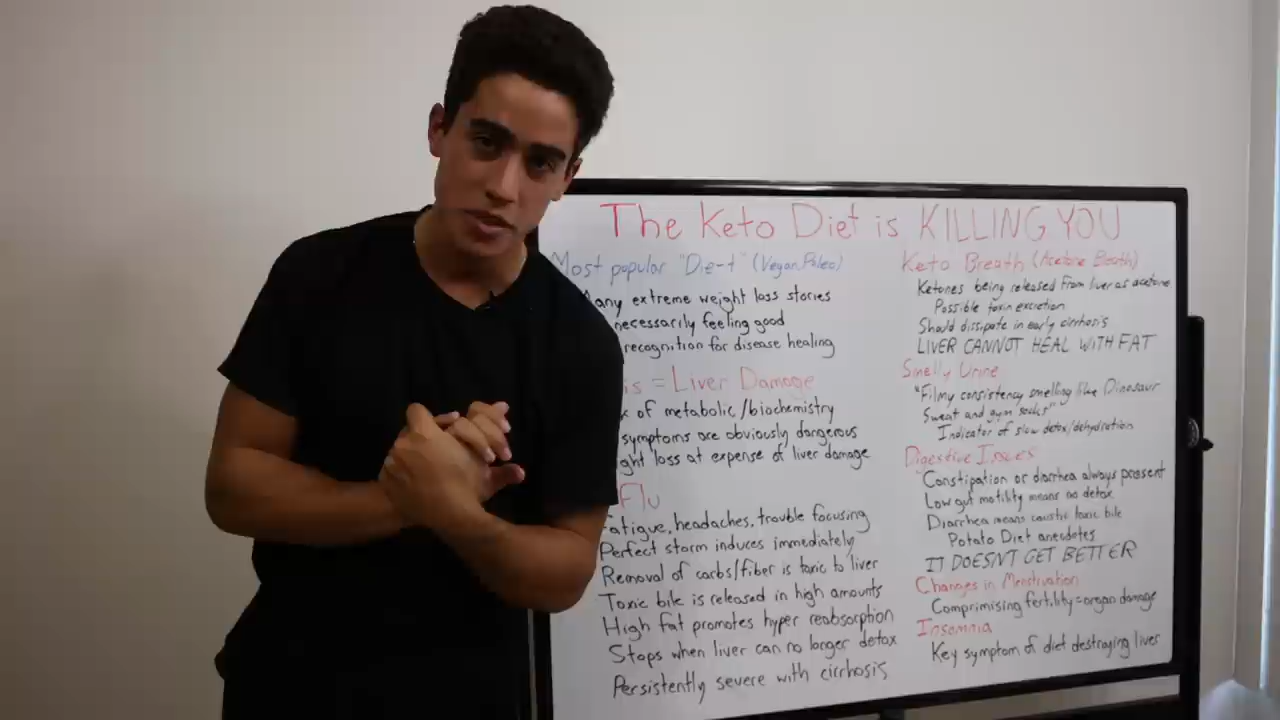 The Keto Diet is KILLING YOU
Most popular "Die-t" (Vegan, Paleo)
any extreme weight loss stories
necessarily feeling good
recognition for disease healing
is = Liver Damage
of metabolic/biochemistry
symptoms are obviously dangerous
ght loss at expense of liver damage
Flu
Fatigue, headaches, trouble focusing
Perfect storm induces immediately
Removal of carbs/fiber is toxic to liver
Toxic bile is released in high amounts
High fat promotes hyper reabsorption
Stops when liver can no longer detox
Persistently severe with cirrhosis
Keto Breath (Acetone Breath)
Ketones being released from liver as acetone
Possible toxin excretion
Should dissipate in early cirrhosis
LIVER CANNOT HEAL WITH FAT
Smelly Urine
"Filmy consistency smelling like Dinosaur
Sweat and gym socks"
Indicator of slow detox/dehydration
Digestive Issues
Constipation or diarrhea always present
Low gut motility means no detox
Diarrhea means caustic toxic bile
Potato Diet anecdotes
IT DOESNT GET BETTER
Changes in Menstruation
Comprimising fertility = organ damage
Insomnia
Key symptom of diet destroying liver